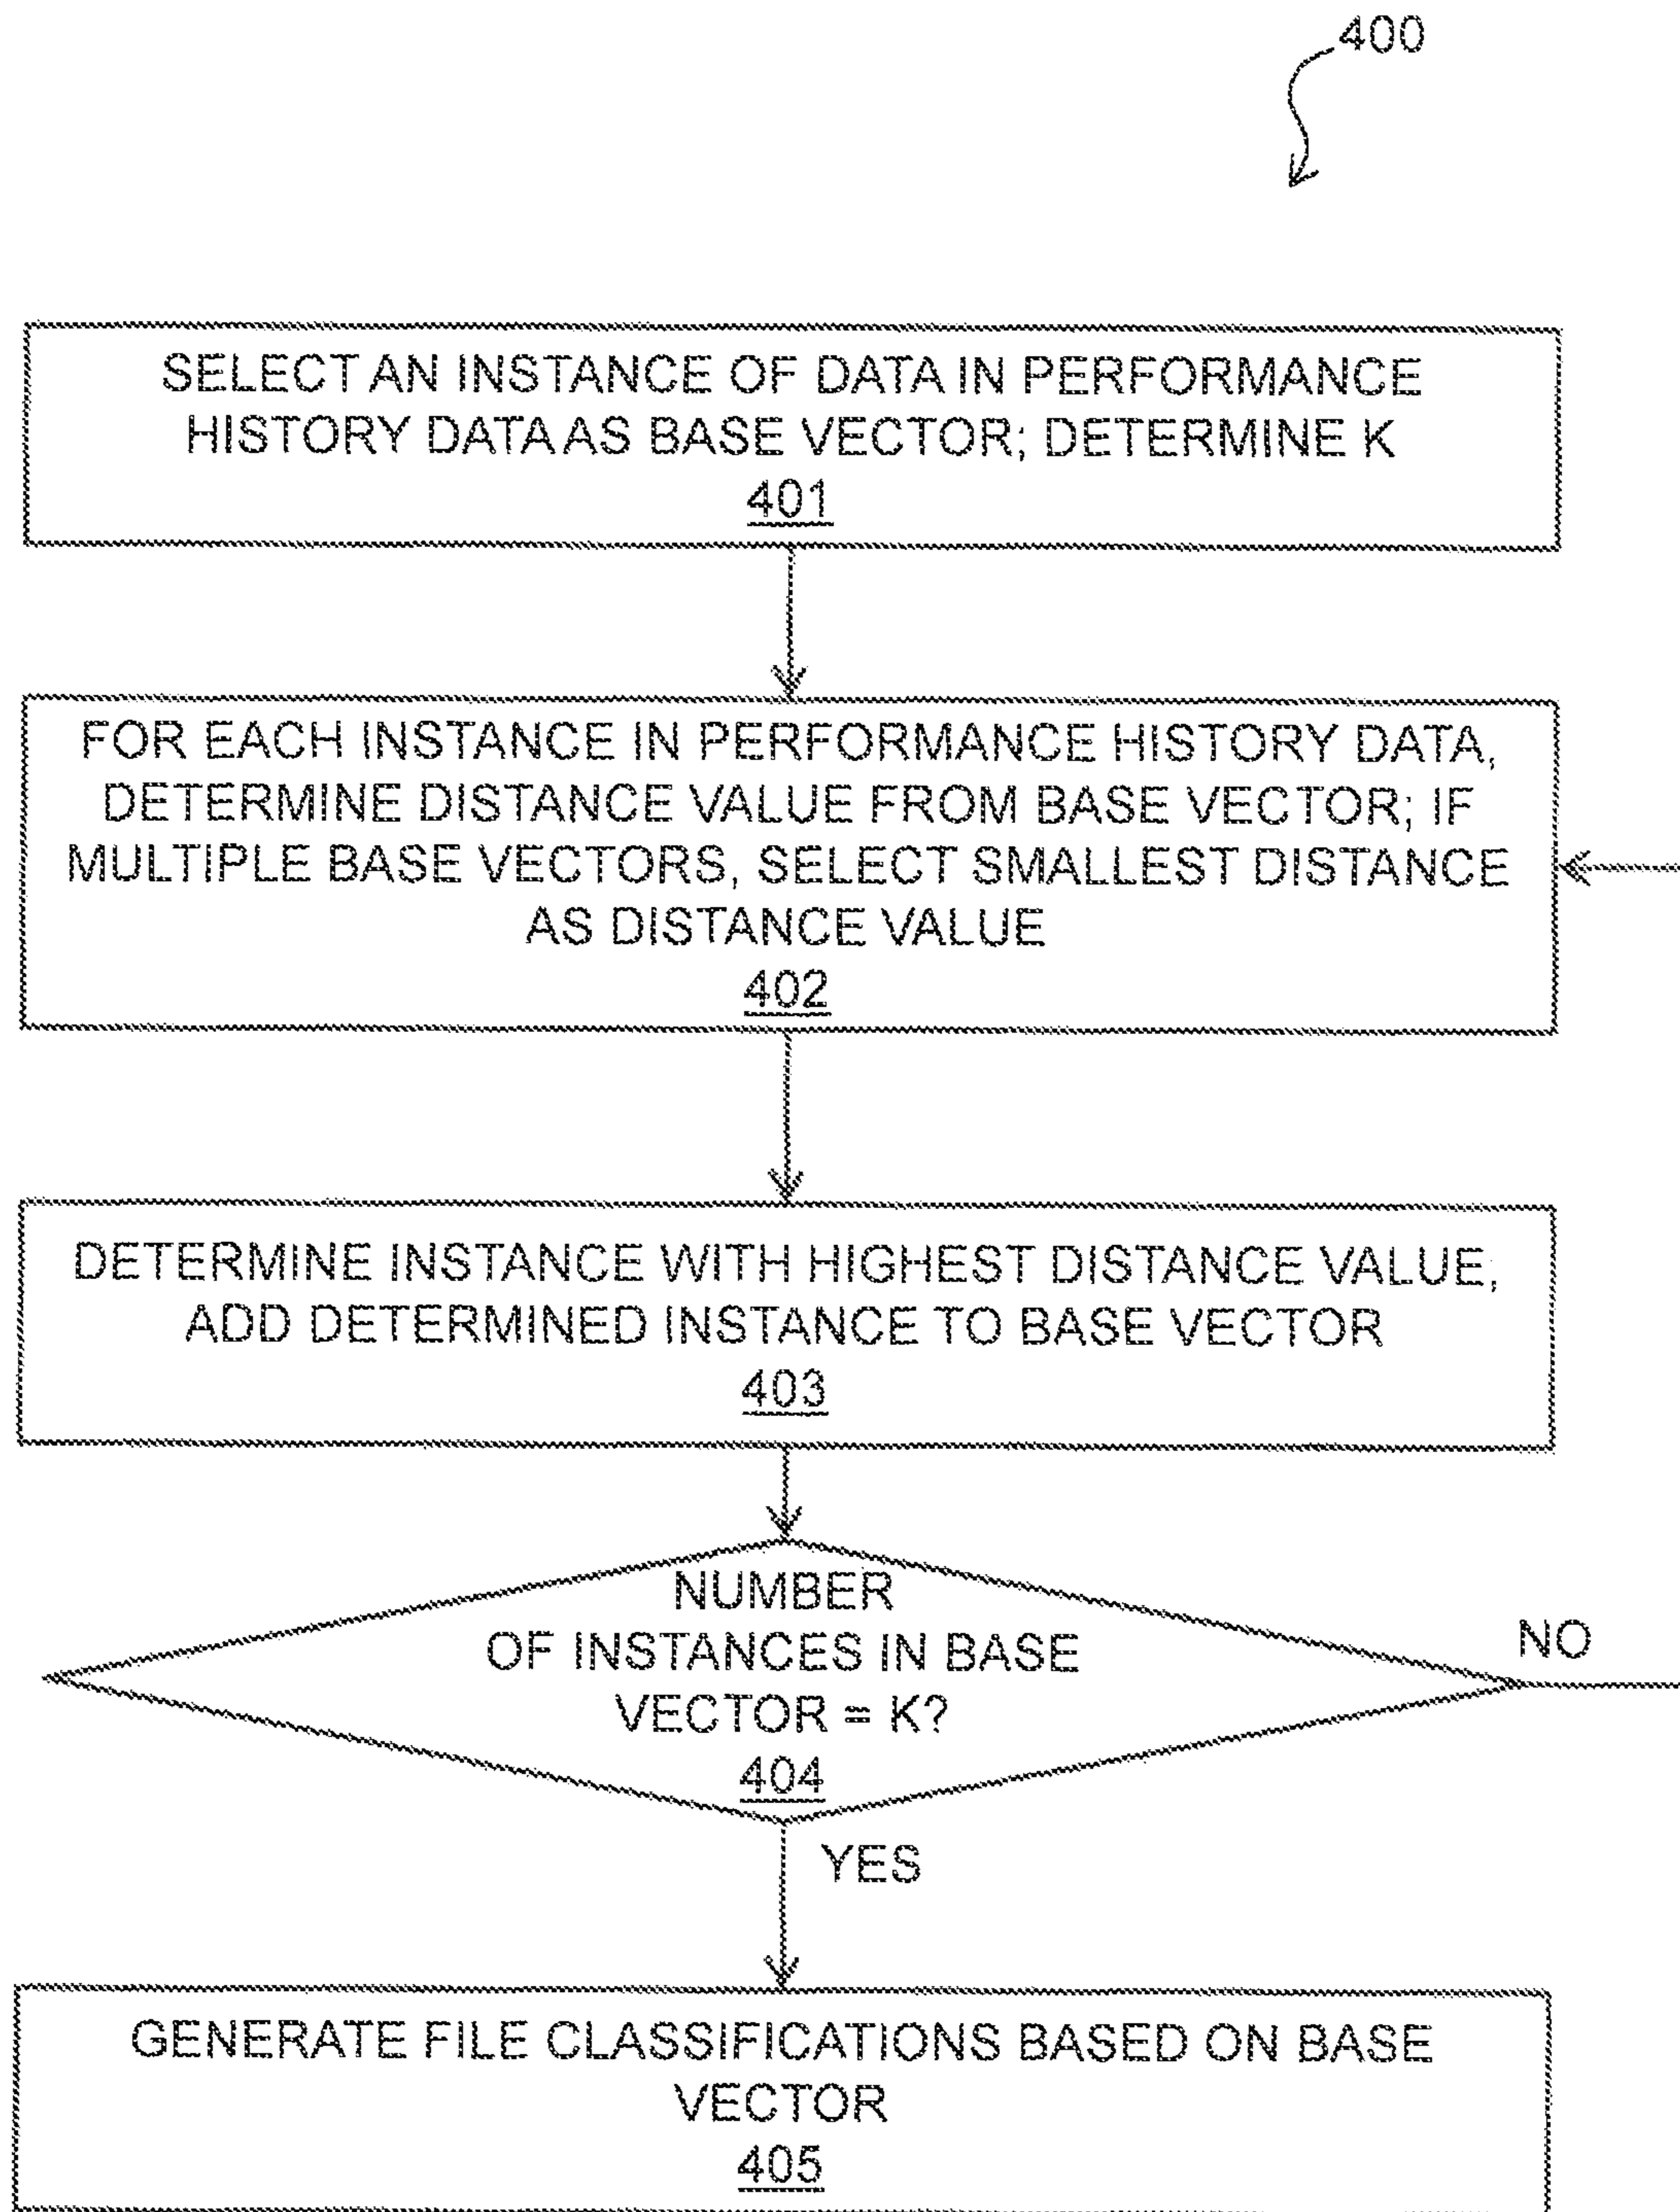 400
SELECT AN INSTANCE OF DATA IN PERFORMANCE
HISTORY DATA AS BASE VECTOR; DETERMINE K
401
FOR EACH INSTANCE IN PERFORMANCE HISTORY DATA,
DETERMINE DISTANCE VALUE FROM BASE VECTOR; IF
MULTIPLE BASE VECTORS, SELECT SMALLEST DISTANCE
AS DISTANCE VALUE
402
DETERMINE INSTANCE WITH HIGHEST DISTANCE VALUE,
ADD DETERMINED INSTANCE TO BASE VECTOR
403
NUMBER
OF INSTANCES IN BASE
VECTOR = K?
404
NO
YES
GENERATE FILE CLASSIFICATIONS BASED ON BASE
VECTOR
405